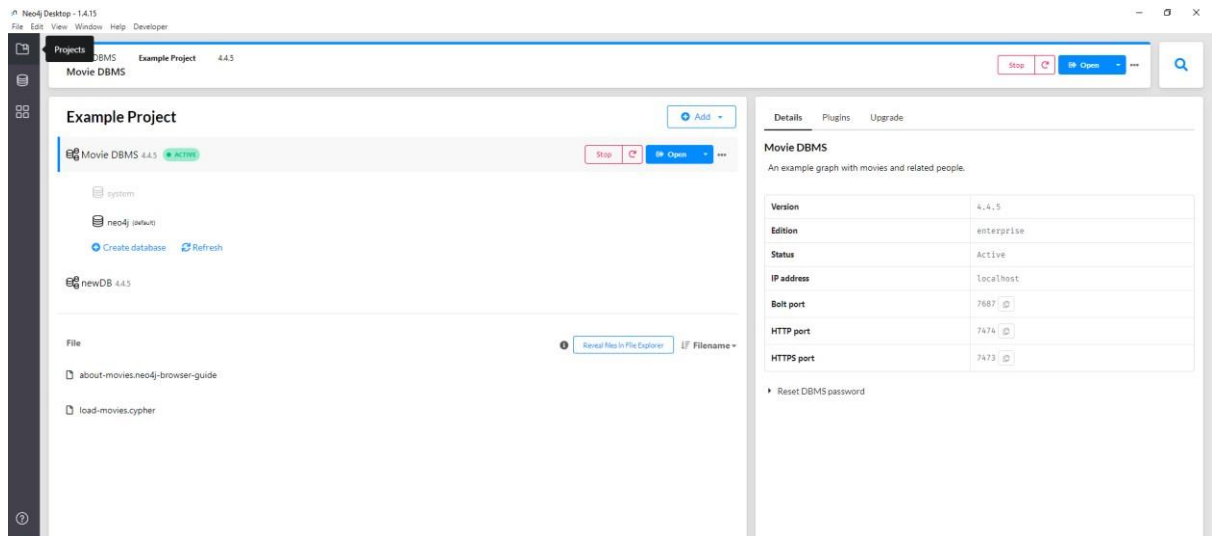 Neo4j Desktop - 1.4.15
File Edit View Window Help Developer
Projects
DBMS Example Project 4.4.5
Movie DBMS
Stop Open
Example Project
Add
Movie DBMS 4.4.5 ACTIVE
Stop Open
system
neo4j (default)
Create database Refresh
newDB 4.4.5
File
Reveal files in File Explorer Filename
about-movies.neo4j-browser-guide
load-movies.cypher
Details Plugins Upgrade
Movie DBMS
An example graph with movies and related people.
Version 4.4.5
Edition enterprise
Status Active
IP address localhost
Bolt port 7687
HTTP port 7474
HTTPS port 7473
Reset DBMS password